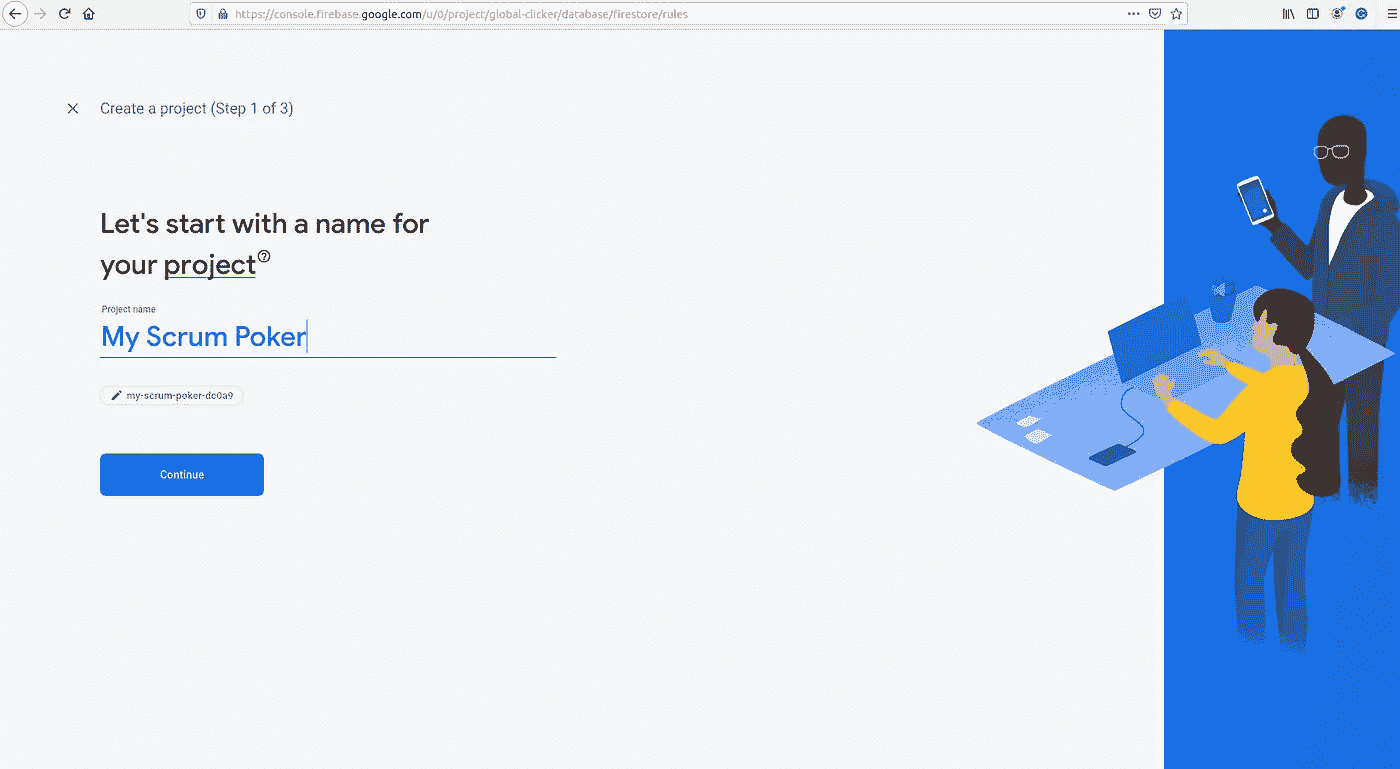 https://console.firebase.google.com/u/0/project/global-clicker/database/firestore/rules
Create a project (Step 1 of 3)
Let's start with a name for
your project
Project name
My Scrum Poker
my-scrum-poker-dc0a9
Continue